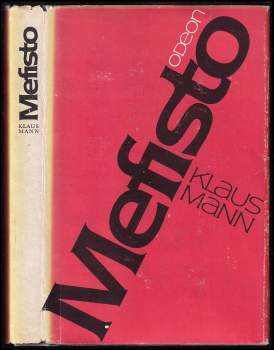 Mefisto
KLAUS
MANN
Mefisto
ODEON
KLAUS
MANN